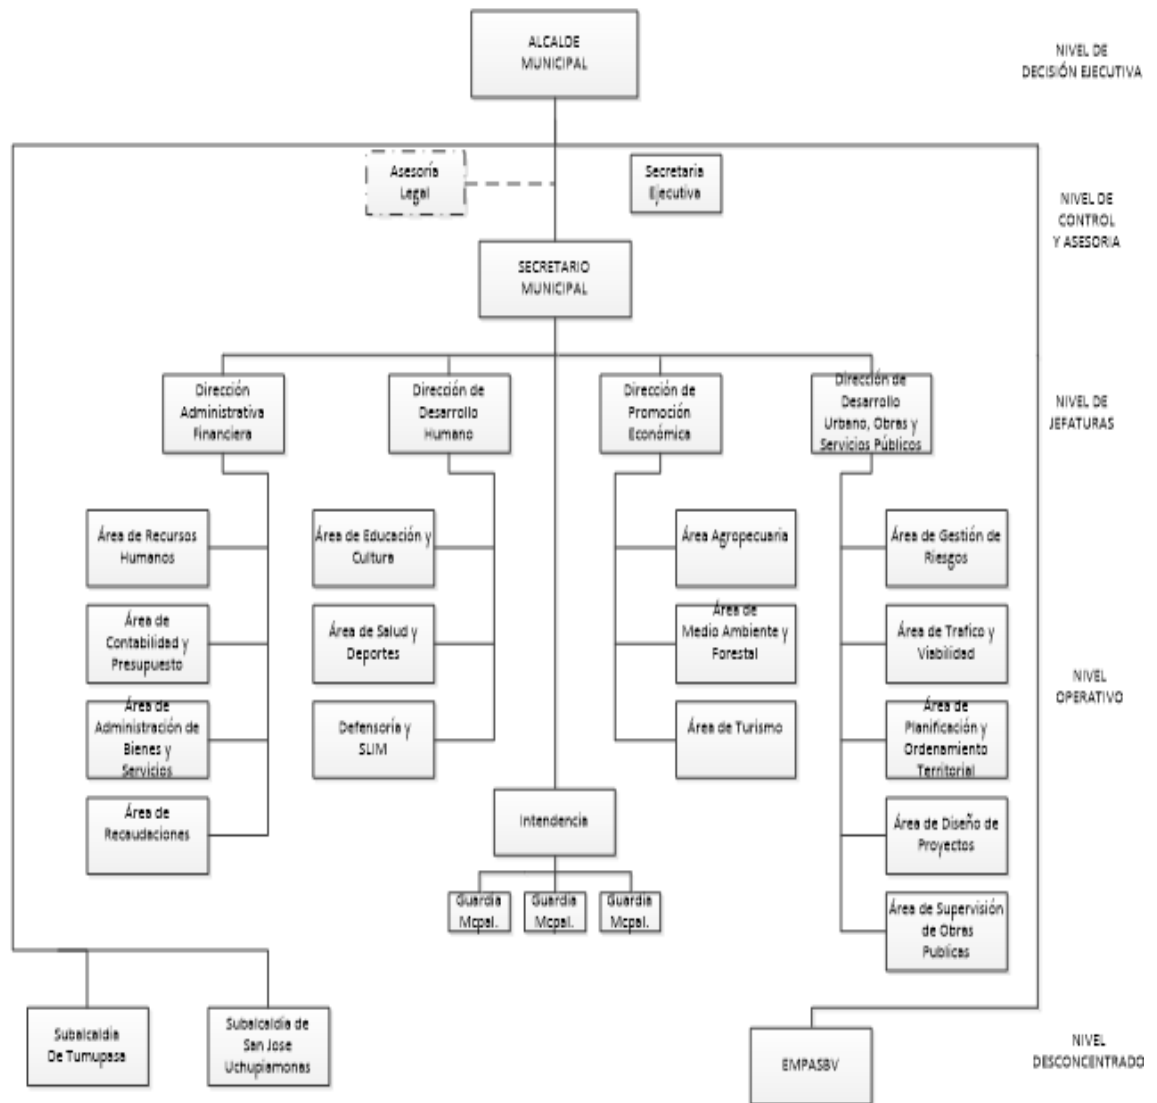 ALCALDE
MUNICIPAL
NIVEL DE
DECISIÓN EJECUTIVA
Asesoría
Legal
Secretaria
Ejecutiva
NIVEL DE
CONTROL
Y ASESORIA
SECRETARIO
MUNICIPAL
Dirección
Administrativa
Financiera
Dirección de
Desarrollo
Humano
Dirección de
Promoción
Económica
Dirección de
Desarrollo
Urbano, Obras y
Servicios Públicos
NIVEL DE
JEFATURAS
Área de Recursos
Humanos
Área de Educación y
Cultura
Área Agropecuaria
Área de Gestión de
Riesgos
Área de
Contabilidad y
Presupuesto
Área de Salud y
Deportes
Área de
Medio Ambiente y
Forestal
Área de Trafico y
Viabilidad
NIVEL
OPERATIVO
Área de
Administración de
Bienes y
Servicios
Defensoría y
SLIM
Área de Turismo
Área de
Planificación y
Ordenamiento
Territorial
Área de
Recaudaciones
Intendencia
Área de Diseño de
Proyectos
Guardia
Mcpal.
Guardia
Mcpal.
Guardia
Mcpal.
Área de Supervisión
de Obras
Publicas
Subalcaldía
De Tumupasa
Subalcaldía de
San Jose
Uchupiamonas
EMPASBV
NIVEL
DESCONCENTRADO